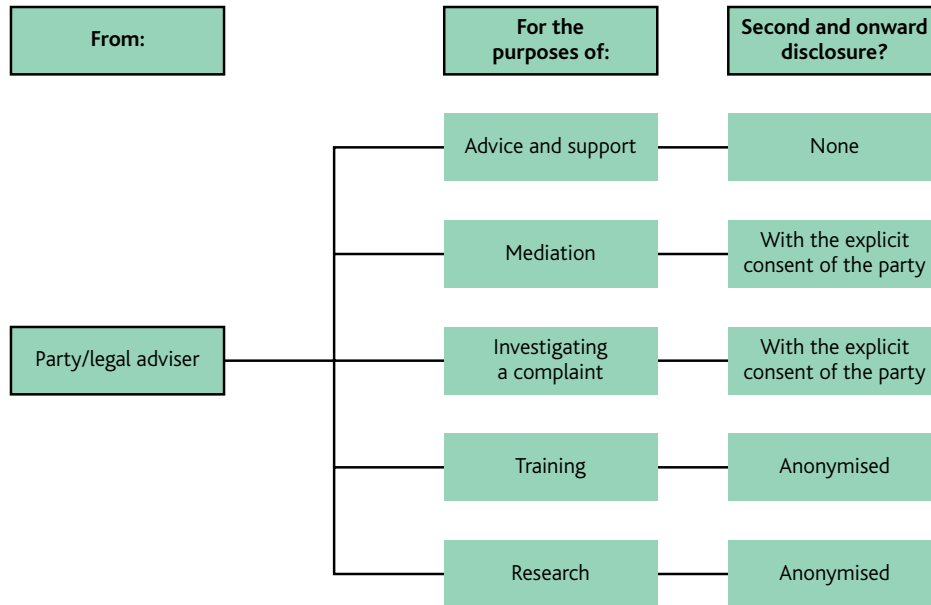 From:
For the
purposes of:
Second and onward
disclosure?
Advice and support
None
Mediation
With the explicit
consent of the party
Party/legal adviser
Investigating
a complaint
With the explicit
consent of the party
Training
Anonymised
Research
Anonymised